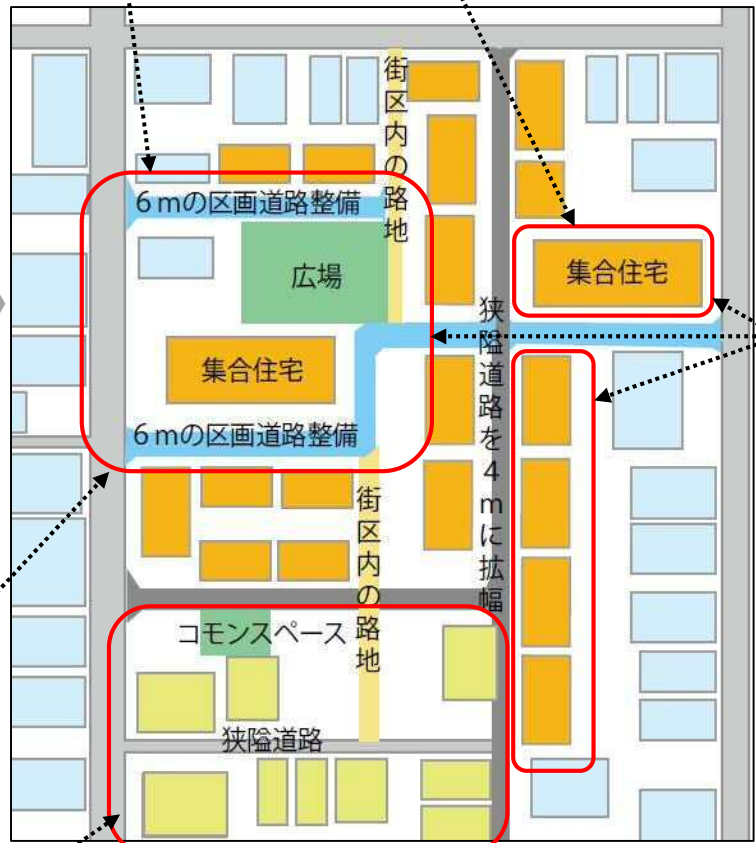 街区内の路地
6mの区画道路整備
広場
集合住宅
狭隘道路を4mに拡幅
集合住宅
6mの区画道路整備
街区内の路地
コモンスペース
狭隘道路